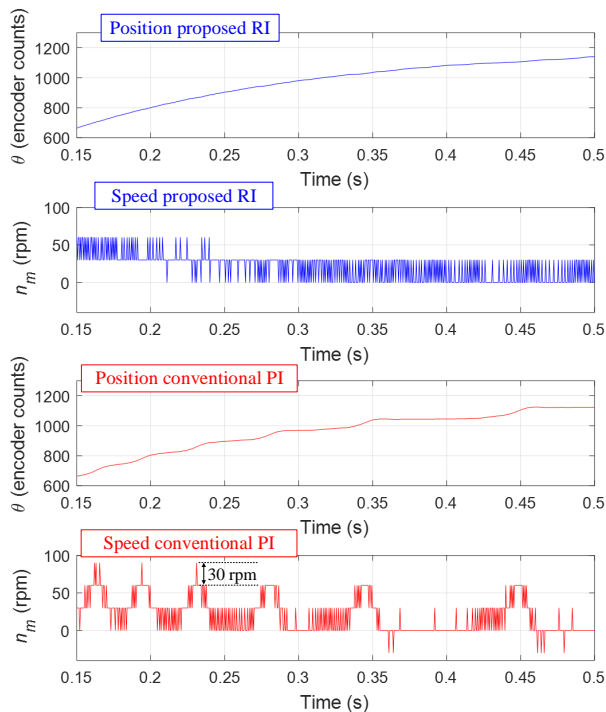 Position proposed RI
1200
1000
800
600
θ (encoder counts)
0.15 0.2 0.25 0.3 0.35 0.4 0.45 0.5
Time (s)
Speed proposed RI
100
50
0
n_m (rpm)
0.15 0.2 0.25 0.3 0.35 0.4 0.45 0.5
Time (s)
Position conventional PI
1200
1000
800
600
θ (encoder counts)
0.15 0.2 0.25 0.3 0.35 0.4 0.45 0.5
Time (s)
Speed conventional PI
100
30 rpm
50
0
n_m (rpm)
0.15 0.2 0.25 0.3 0.35 0.4 0.45 0.5
Time (s)